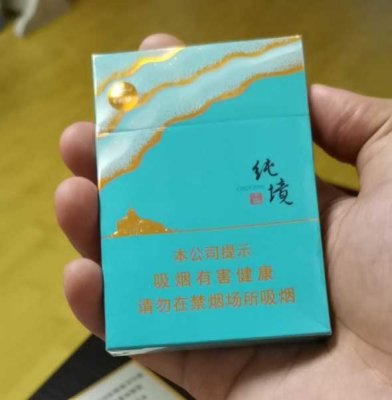 纯境
本公司提示
吸烟有害健康
请勿在禁烟场所吸烟